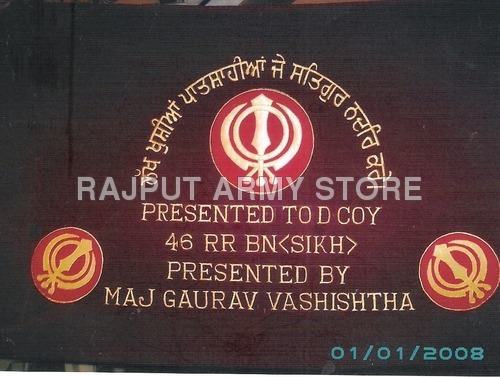 ਲੱਖ ਖੁਸੀਆਂ ਪਾਤਸਾਹੀਆਂ ਜੇ ਸਤਿਗੁਰ ਨਦਰਿ ਕਰੀ
RAJPUT ARMY STORE
PRESENTED TO D COY
46 RR BN<SIKH>
PRESENTED BY
MAJ GAURAV VASHISHTHA
01/01/2008